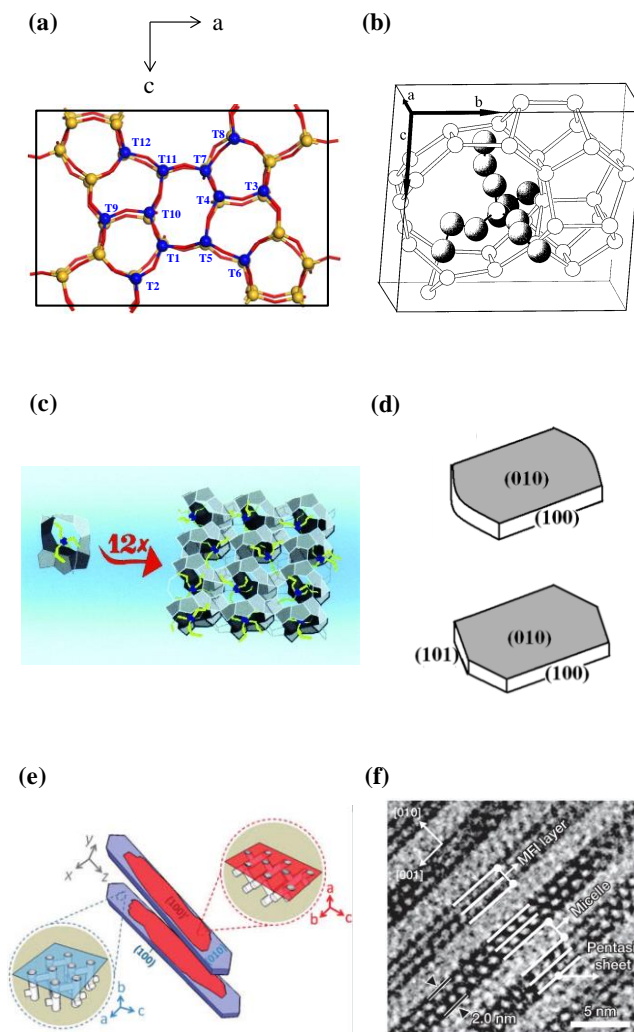 (a)
a
c
T8
T12
T11
T7
T3
T4
T9
T10
T1
T5
T6
T2
(b)
a
b
c
(c)
12x
(d)
(010)
(100)
(010)
(101)
(100)
(e)
y
x
z
(100)
(010)
(100)
a
b
c
b
a
c
(f)
[010]
[001]
MFI layer
Micelle
Pentasil
sheet
2.0 nm
5 nm